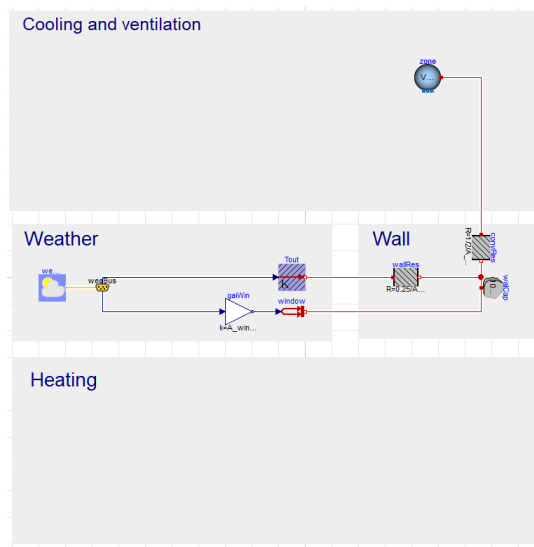 Cooling and ventilation
zone
V...
Weather
Wall
we...
weaBus
Tout
K
gaiWin
k=A_win...
window
wallRes
R=0.25/A...
convRes
R=1/2/A_...
walCap
Heating